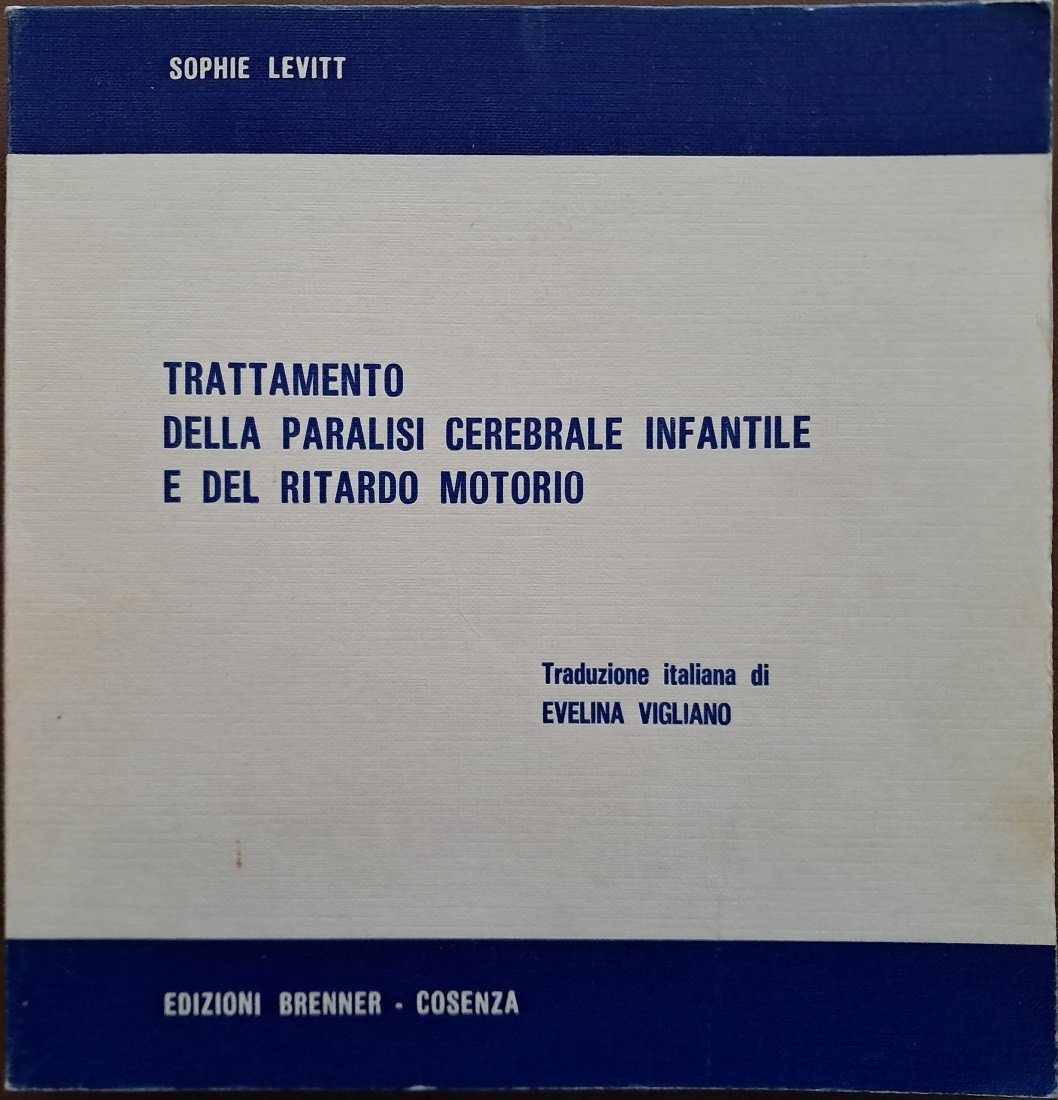 SOPHIE LEVITT
TRATTAMENTO
DELLA PARALISI CEREBRALE INFANTILE
E DEL RITARDO MOTORIO
Traduzione italiana di
EVELINA VIGLIANO
EDIZIONI BRENNER - COSENZA